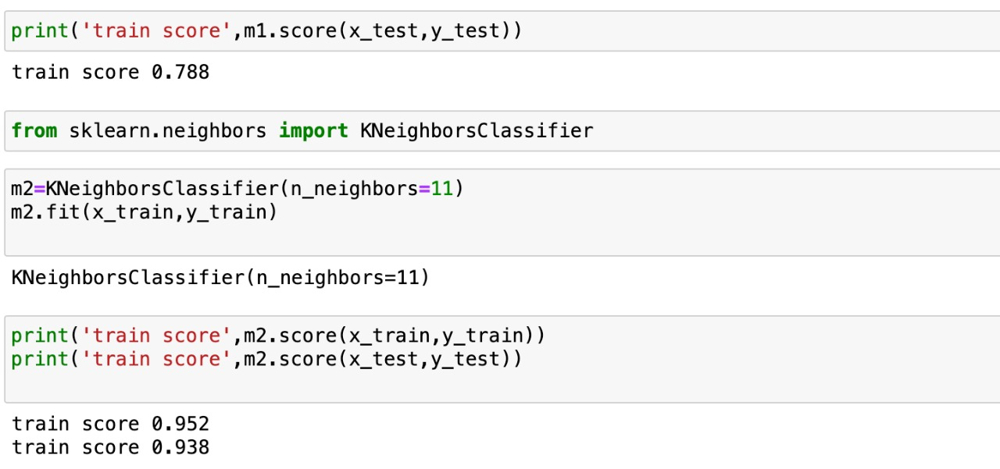 print('train score',m1.score(x_test,y_test))
train score 0.788
from sklearn.neighbors import KNeighborsClassifier
m2=KNeighborsClassifier(n_neighbors=11)
m2.fit(x_train,y_train)
KNeighborsClassifier(n_neighbors=11)
print('train score',m2.score(x_train,y_train))
print('train score',m2.score(x_test,y_test))
train score 0.952
train score 0.938